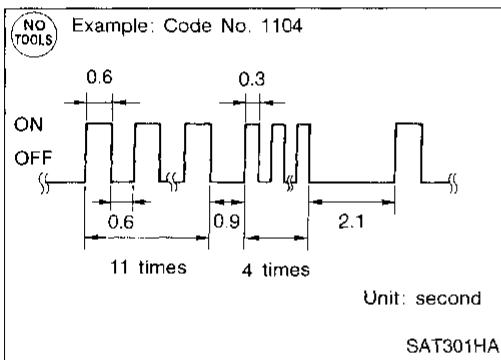 NO TOOLS
Example: Code No. 1104
0.6
0.3
ON
OFF
0.6
0.9
2.1
11 times
4 times
Unit: second
SAT301HA